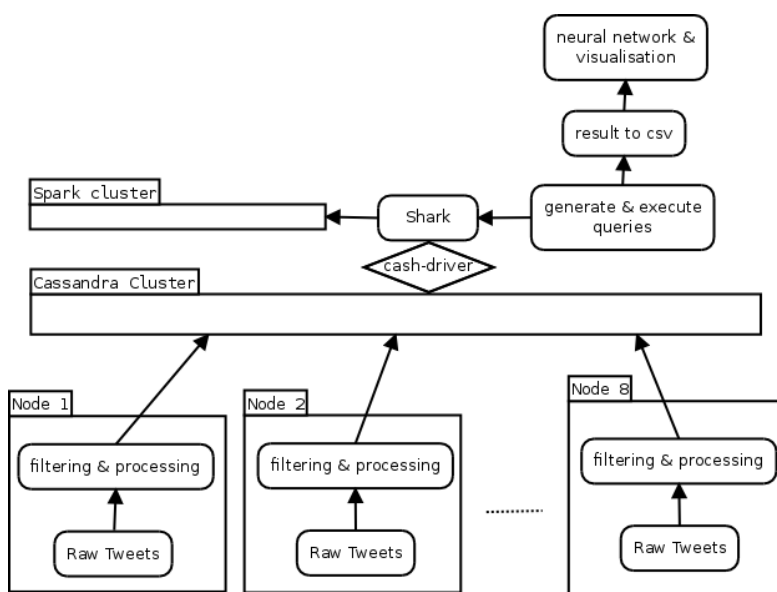 neural network &
visualisation
result to csv
Spark cluster
Shark
generate & execute
queries
cash-driver
Cassandra Cluster
Node 1
Node 2
Node 8
filtering & processing
filtering & processing
filtering & processing
Raw Tweets
Raw Tweets
Raw Tweets